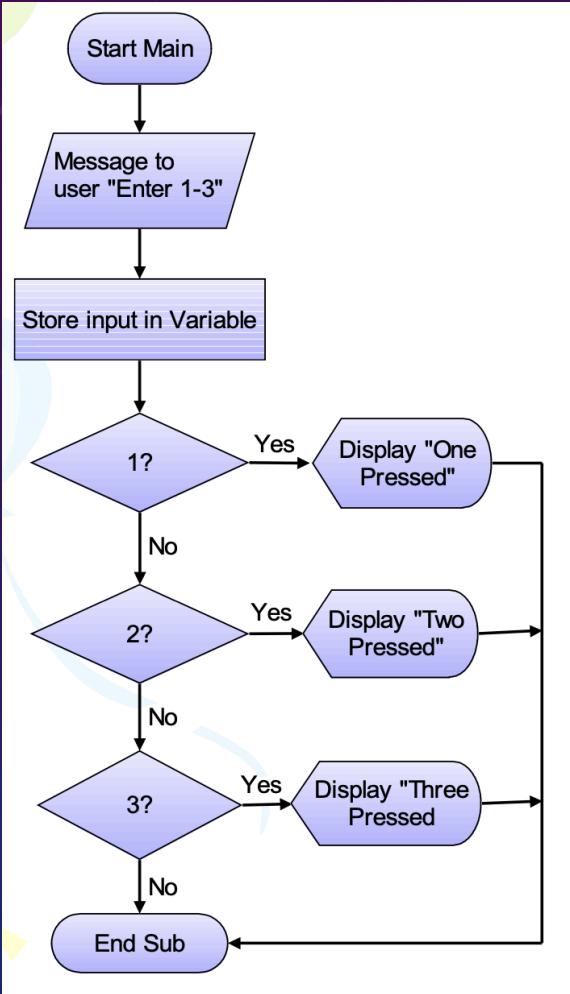 Start Main
Message to
user "Enter 1-3"
Store input in Variable
1?
Yes
Display "One
Pressed"
No
2?
Yes
Display "Two
Pressed"
No
3?
Yes
Display "Three
Pressed
No
End Sub